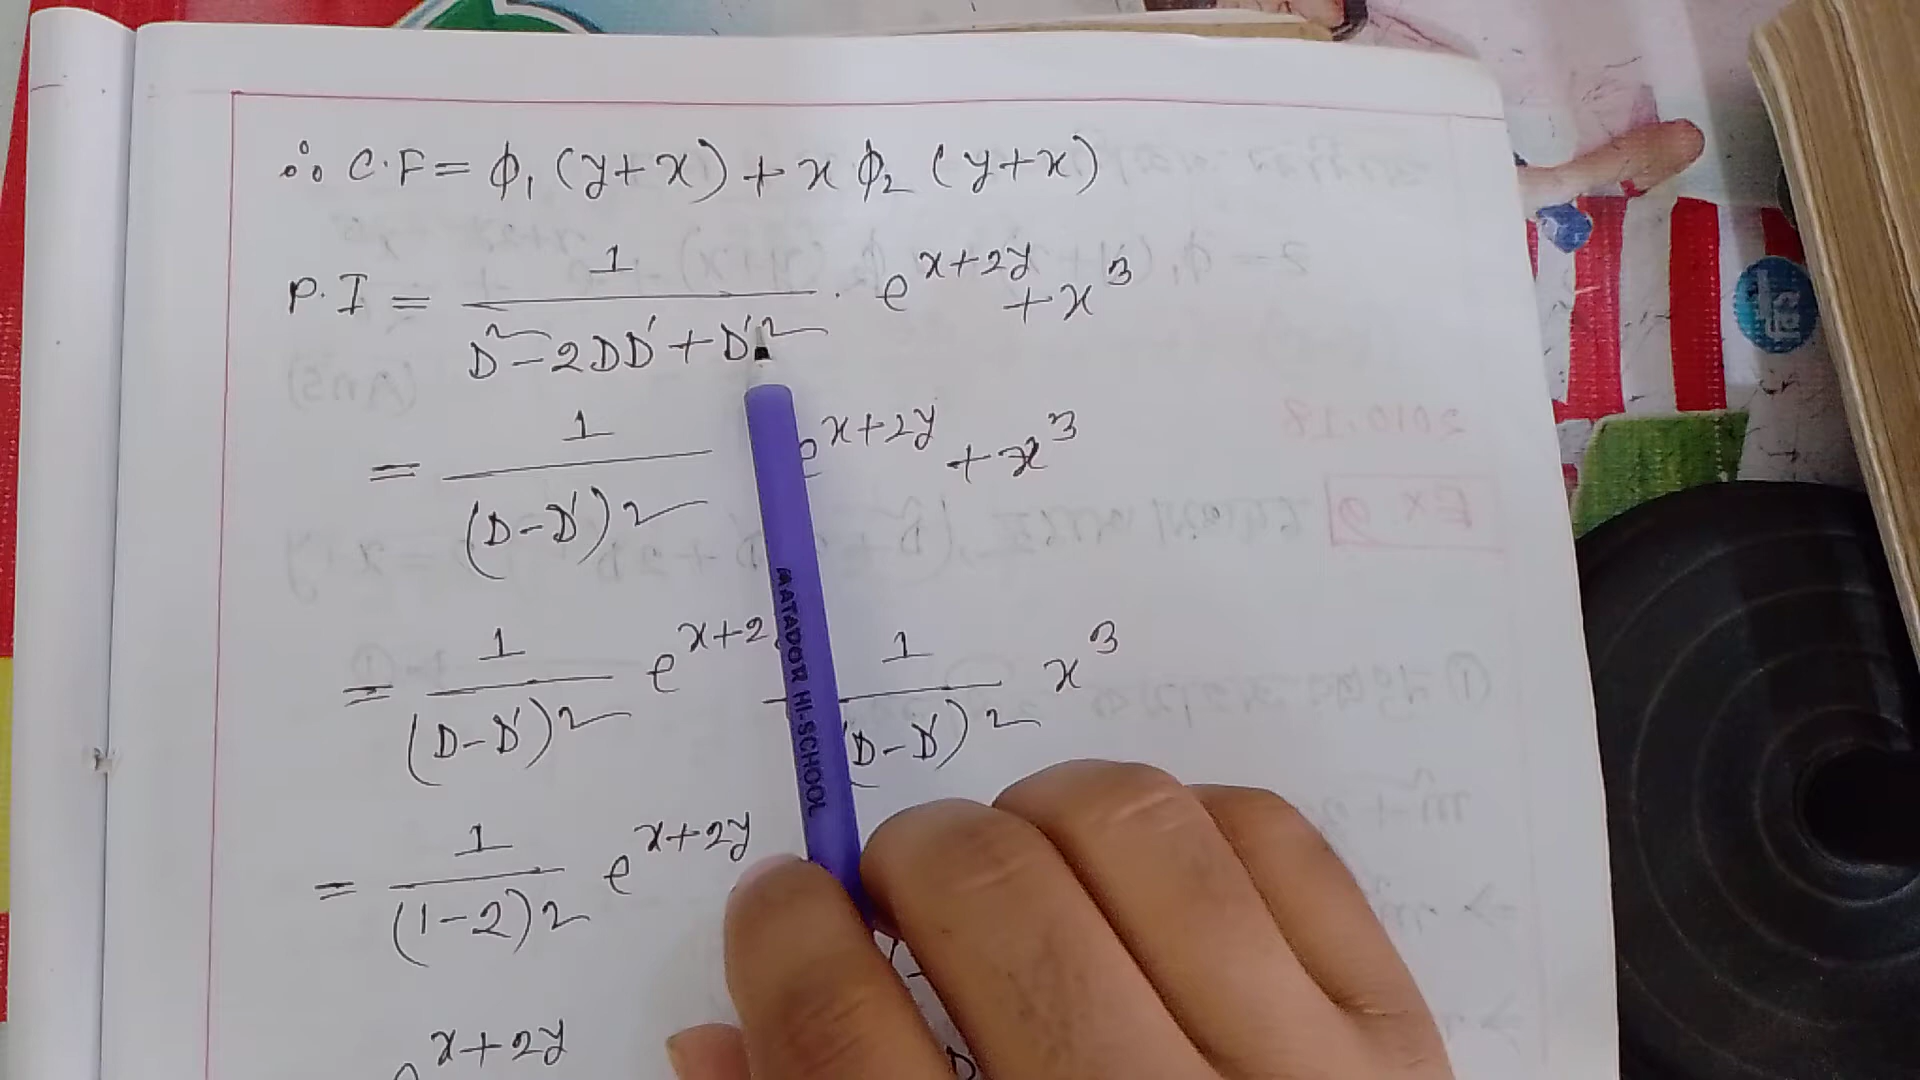 ∴ C.F = ϕ₁ (y+x) + x ϕ₂ (y+x)
P.I = 1/(D²-2DD'+D'²) · e^(x+2y) + x³
= 1/(D-D')² e^(x+2y) + x³
= 1/(D-D')² e^(x+2 1/(D-D')² x³
= 1/(1-2)² e^(x+2y)
e^(x+2y)
MATADOR HI-SCHOOL